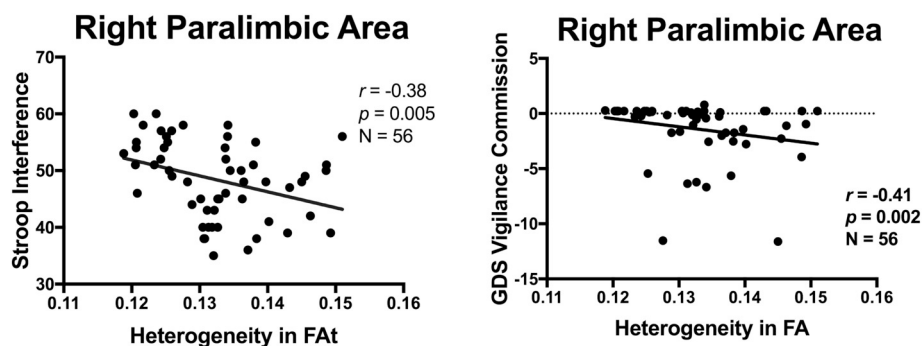 Right Paralimbic Area
Stroop Interference
70
60
50
40
30
r = -0.38
p = 0.005
N = 56
0.11
0.12
0.13
0.14
0.15
0.16
Heterogeneity in FAt
Right Paralimbic Area
GDS Vigilance Commission
5
0
-5
-10
-15
r = -0.41
p = 0.002
N = 56
0.11
0.12
0.13
0.14
0.15
0.16
Heterogeneity in FA